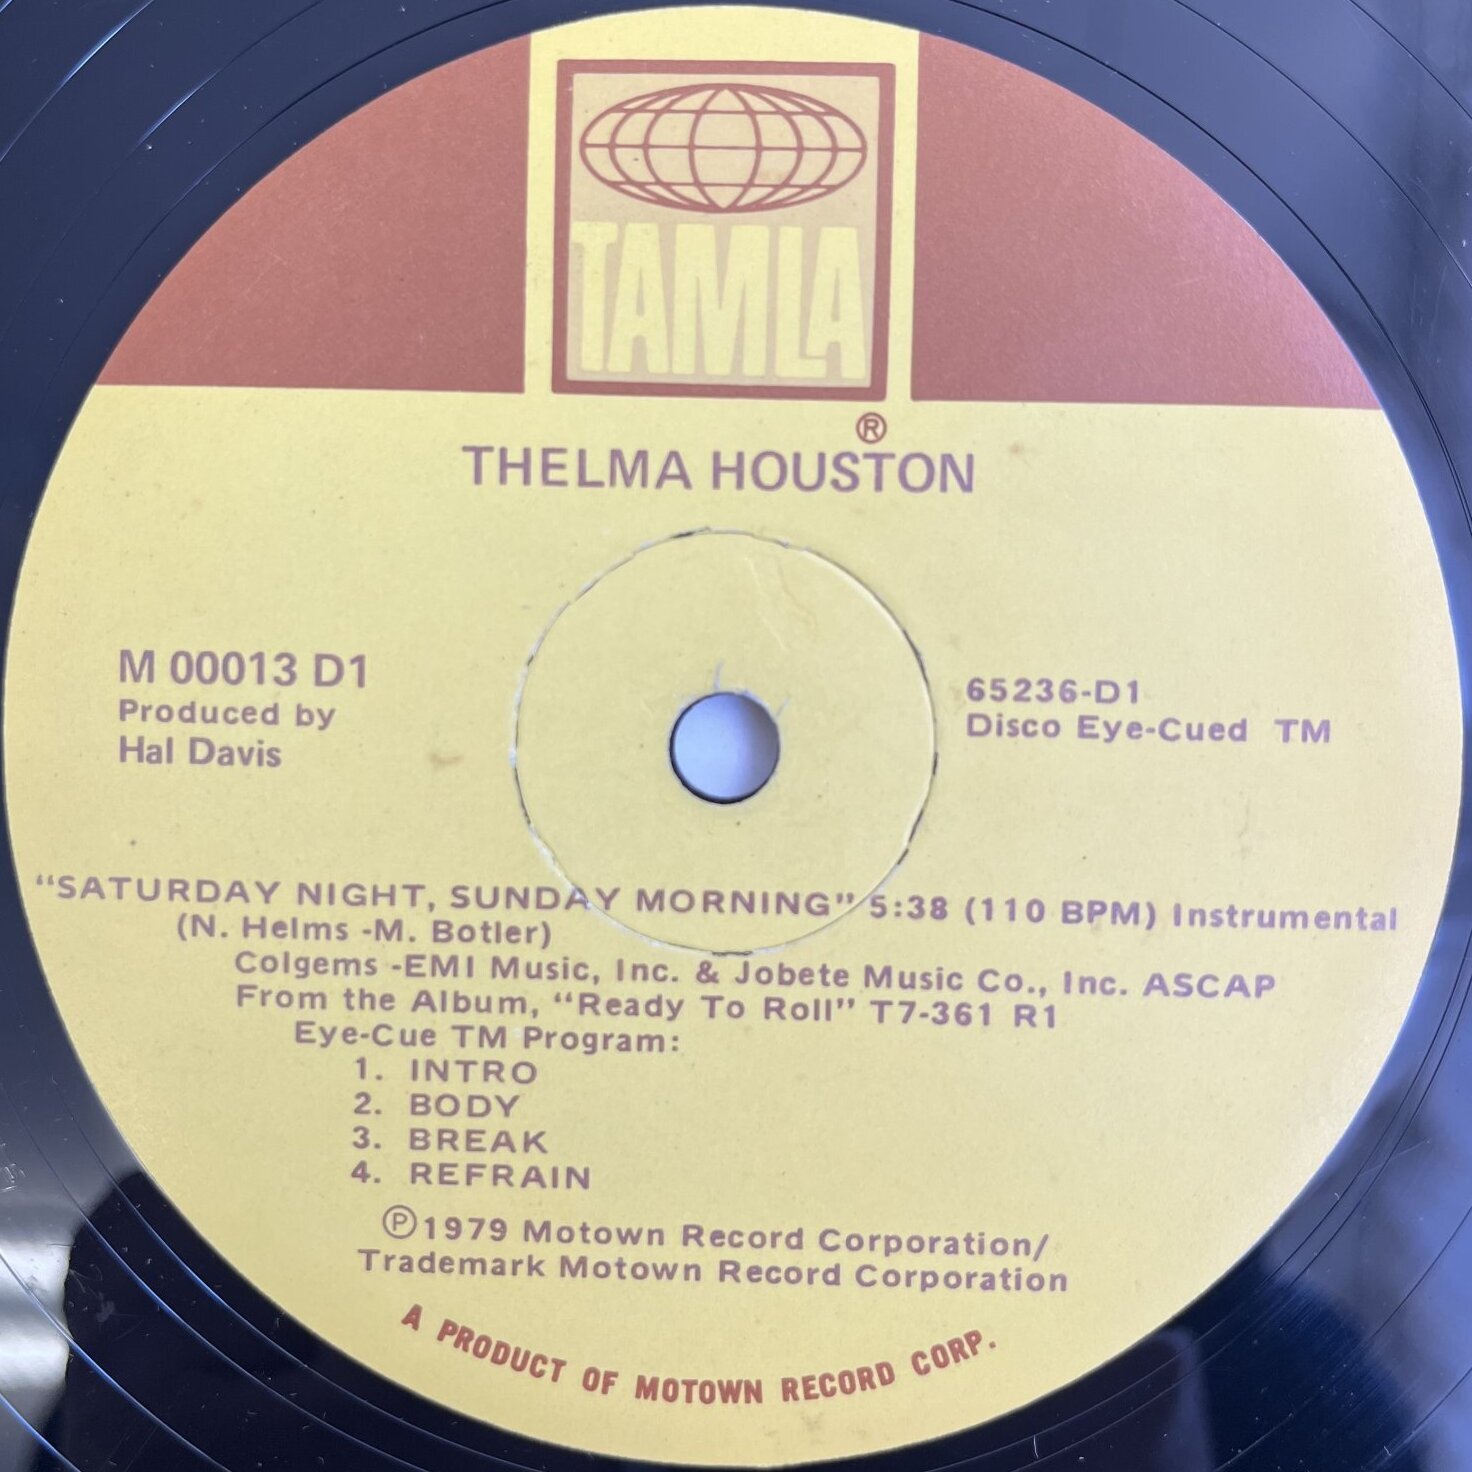 TAMLA
®
THELMA HOUSTON
M 00013 D1
Produced by
Hal Davis
65236-D1
Disco Eye-Cued TM
"SATURDAY NIGHT, SUNDAY MORNING" 5:38 (110 BPM) Instrumental
(N. Helms -M. Botler)
Colgems -EMI Music, Inc. & Jobete Music Co., Inc. ASCAP
From the Album, "Ready To Roll" T7-361 R1
Eye-Cue TM Program:
1. INTRO
2. BODY
3. BREAK
4. REFRAIN
℗1979 Motown Record Corporation/
Trademark Motown Record Corporation
A PRODUCT OF MOTOWN RECORD CORP.